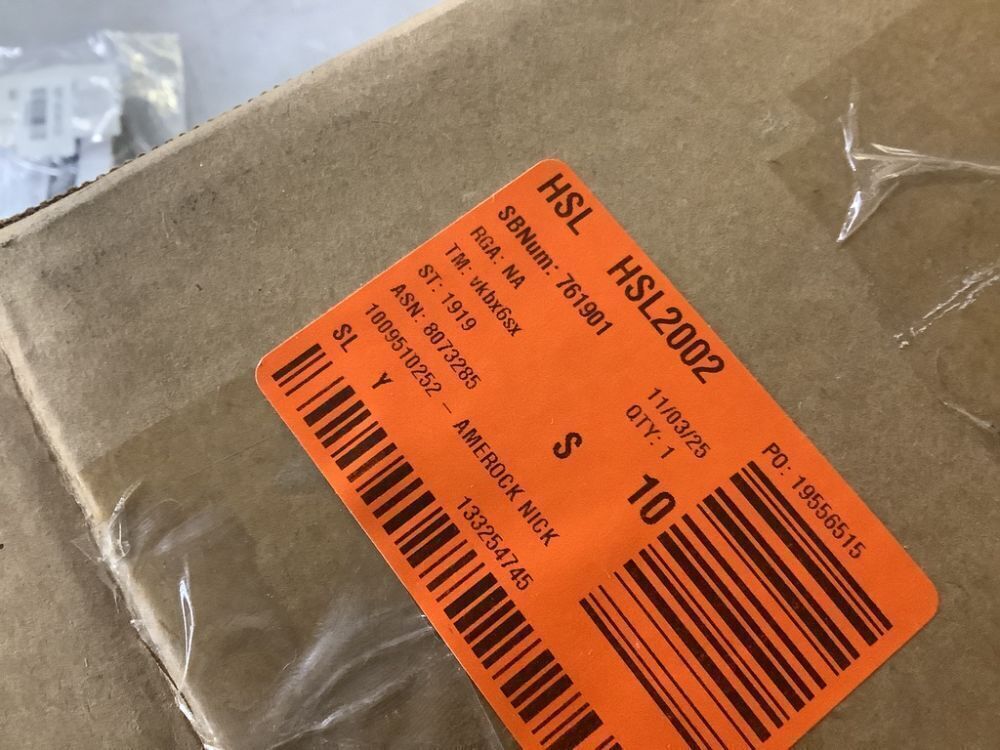 HSL HSL2002
SBNum: 761901 11/03/25 PO: 19556515
RGA: NA QTY: 1
TM: vkbx6sx
ST: 1919 S 10
ASN: 8073285
1009510252 - AMEROCK NICK
SL Y 133254745